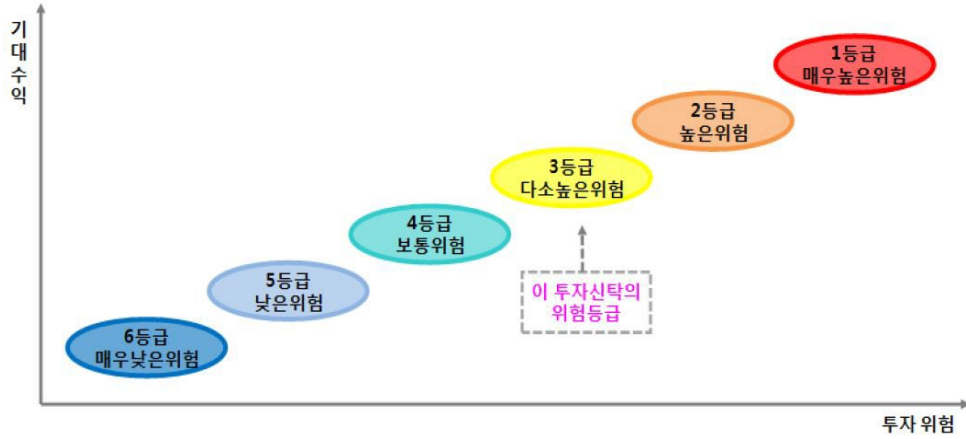 기
대
수
익
1등급
매우높은위험
2등급
높은위험
3등급
다소높은위험
4등급
보통위험
5등급
낮은위험
이 투자신탁의
위험등급
6등급
매우낮은위험
투자 위험